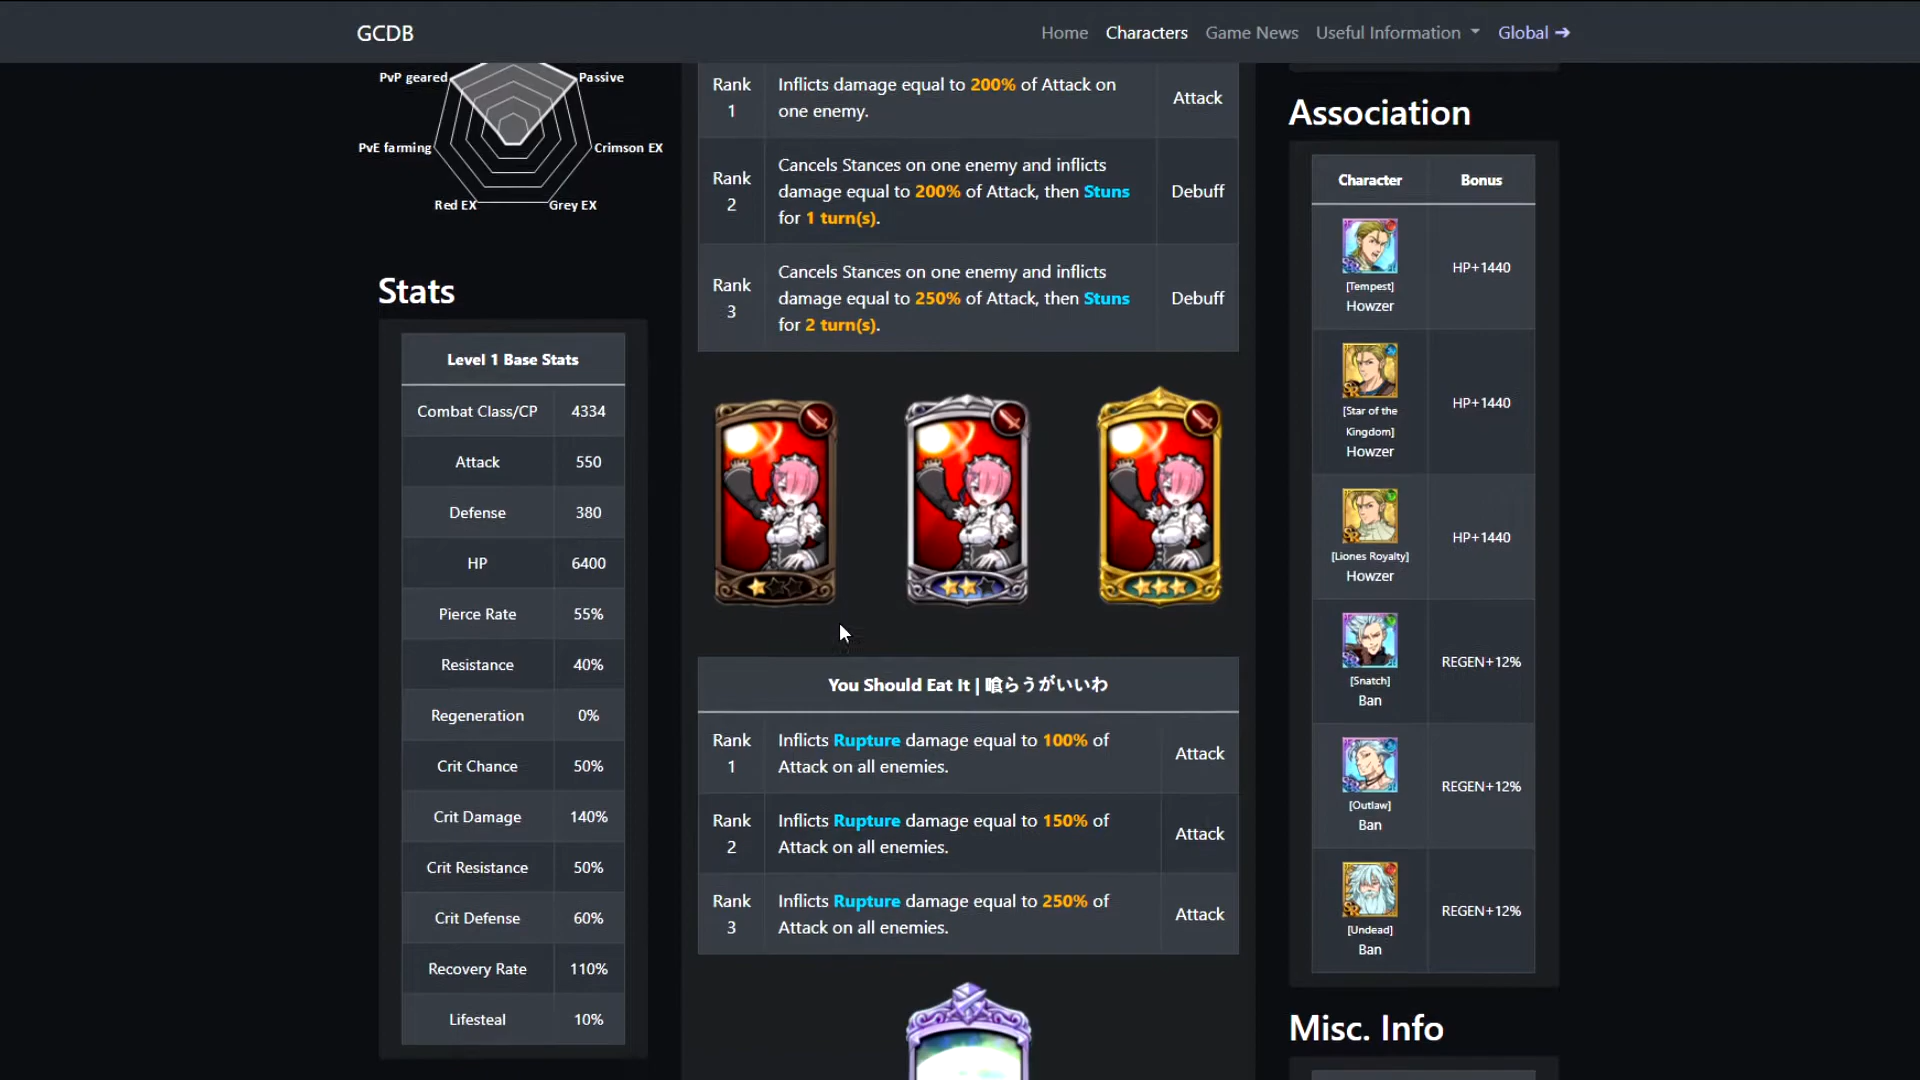 GCDB
Home Characters Game News Useful Information Global →
PvP geared
Passive
PvE farming
Crimson EX
Red EX
Grey EX
Stats
Level 1 Base Stats
Combat Class/CP 4334
Attack 550
Defense 380
HP 6400
Pierce Rate 55%
Resistance 40%
Regeneration 0%
Crit Chance 50%
Crit Damage 140%
Crit Resistance 50%
Crit Defense 60%
Recovery Rate 110%
Lifesteal 10%
Rank
1
Inflicts damage equal to 200% of Attack on
one enemy.
Attack
Rank
2
Cancels Stances on one enemy and inflicts
damage equal to 200% of Attack, then Stuns
for 1 turn(s).
Debuff
Rank
3
Cancels Stances on one enemy and inflicts
damage equal to 250% of Attack, then Stuns
for 2 turn(s).
Debuff
You Should Eat It | 喰らうがいいわ
Rank
1
Inflicts Rupture damage equal to 100% of
Attack on all enemies.
Attack
Rank
2
Inflicts Rupture damage equal to 150% of
Attack on all enemies.
Attack
Rank
3
Inflicts Rupture damage equal to 250% of
Attack on all enemies.
Attack
Association
Character Bonus
[Tempest]
Howzer
HP+1440
SR
[Star of the
Kingdom]
Howzer
HP+1440
SR
[Liones Royalty]
Howzer
HP+1440
[Snatch]
Ban
REGEN+12%
[Outlaw]
Ban
REGEN+12%
SR
[Undead]
Ban
REGEN+12%
Misc. Info